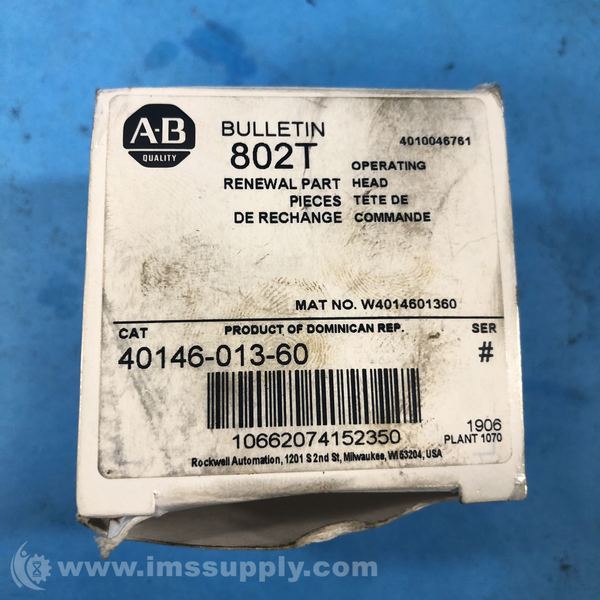 A-B
QUALITY
BULLETIN
802T
4010046761
RENEWAL PART
OPERATING
HEAD
PIECES
DE RECHANGE
TETE DE
COMMANDE
MAT NO. W4014601360
CAT
PRODUCT OF DOMINICAN REP.
SER
40146-013-60
#
10662074152350
1906
PLANT 1070
Rockwell Automation, 1201 S 2nd St, Milwaukee, WI 53204, USA
www.imssupply.com